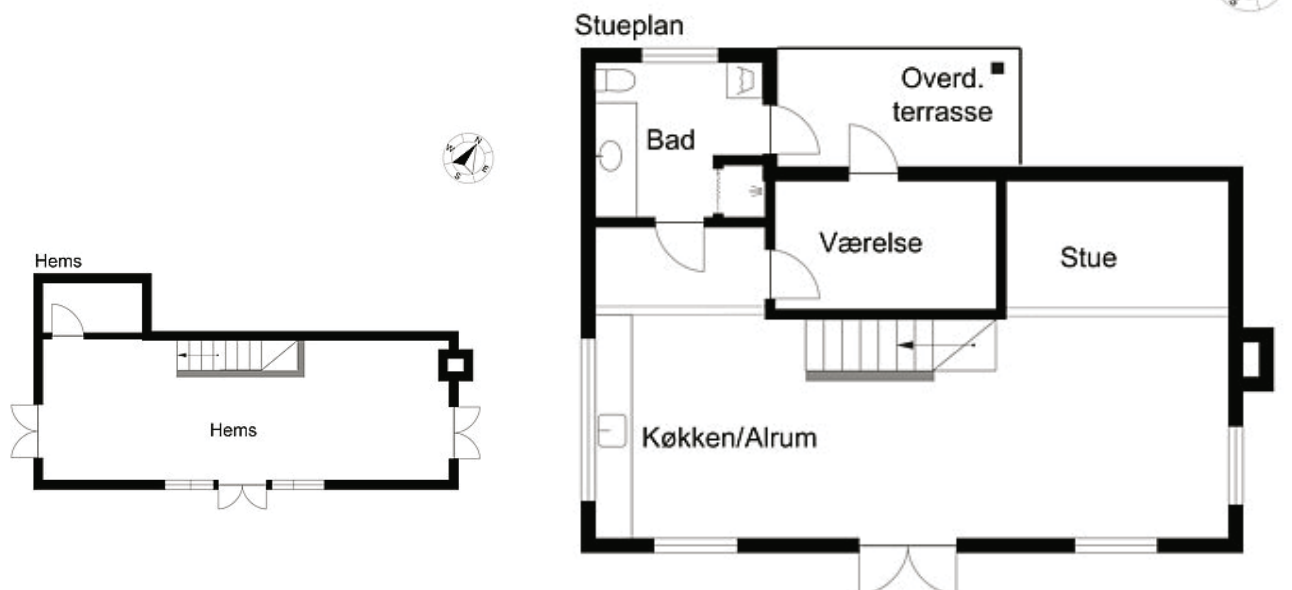 Stueplan
Overd.
terrasse
Bad
Værelse
Stue
Køkken/Alrum
Hems
Hems
N
W
E
S